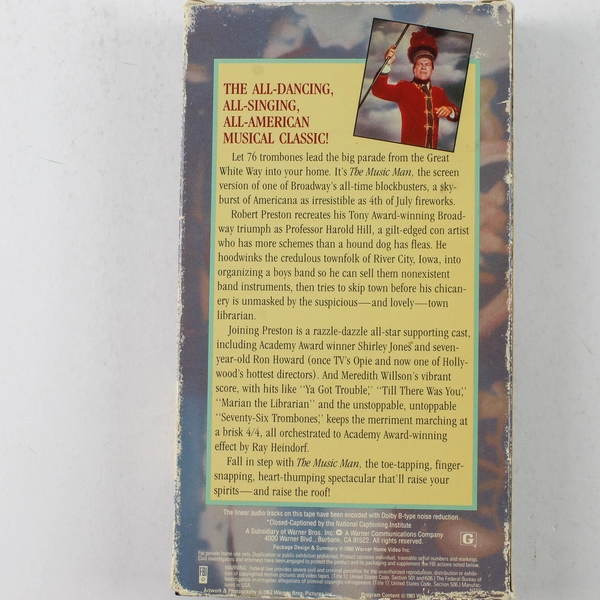 THE ALL-DANCING,
ALL-SINGING,
ALL-AMERICAN
MUSICAL CLASSIC!
Let 76 trombones lead the big parade from the Great
White Way into your home. It's The Music Man, the screen
version of one of Broadway's all-time blockbusters, a sky-
burst of Americana as irresistible as 4th of July fireworks.
Robert Preston recreates his Tony Award-winning Broad-
way triumph as Professor Harold Hill, a gilt-edged con artist
who has more schemes than a hound dog has fleas. He
hoodwinks the credulous townfolk of River City, Iowa, into
organizing a boys band so he can sell them nonexistent
band instruments, then tries to skip town before his chican-
ery is unmasked by the suspicious—and lovely—town
librarian.
Joining Preston is a razzle-dazzle all-star supporting cast,
including Academy Award winner Shirley Jones and seven-
year-old Ron Howard (once TV's Opie and now one of Holly-
wood's hottest directors). And Meredith Willson's vibrant
score, with hits like "Ya Got Trouble," "Till There Was You,"
"Marian the Librarian" and the unstoppable, untoppable
"Seventy-Six Trombones," keeps the merriment marching at
a brisk 4/4, all orchestrated to Academy Award-winning
effect by Ray Heindorf.
Fall in step with The Music Man, the toe-tapping, finger-
snapping, heart-thumping spectacular that'll raise your
spirits—and raise the roof!
The linear audio tracks on this tape have been encoded with Dolby B-type noise reduction.
*Closed-Captioned by the National Captioning Institute
A Subsidiary of Warner Bros. Inc. A Warner Communications Company
4000 Warner Blvd., Burbank, CA 91522. All rights reserved.
G
Package Design & Summary Warner Home Video Inc.
For private home use only.
WARNING:
Artwork & Photography Warner Bros. Pictures
Program Content